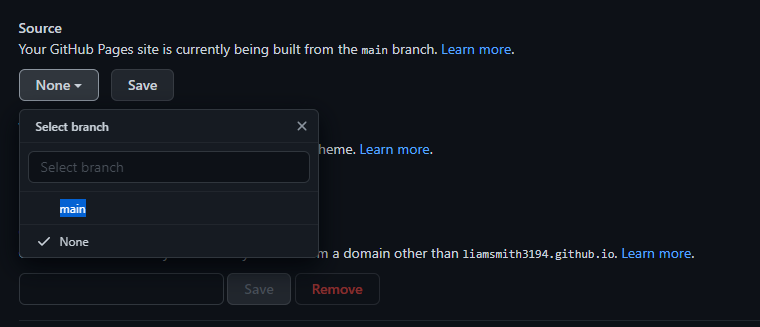 Source
Your GitHub Pages site is currently being built from the main branch. Learn more.
None Save
Select branch
heme. Learn more.
Select branch
main
None
m a domain other than liamsmith3194.github.io. Learn more.
Save Remove